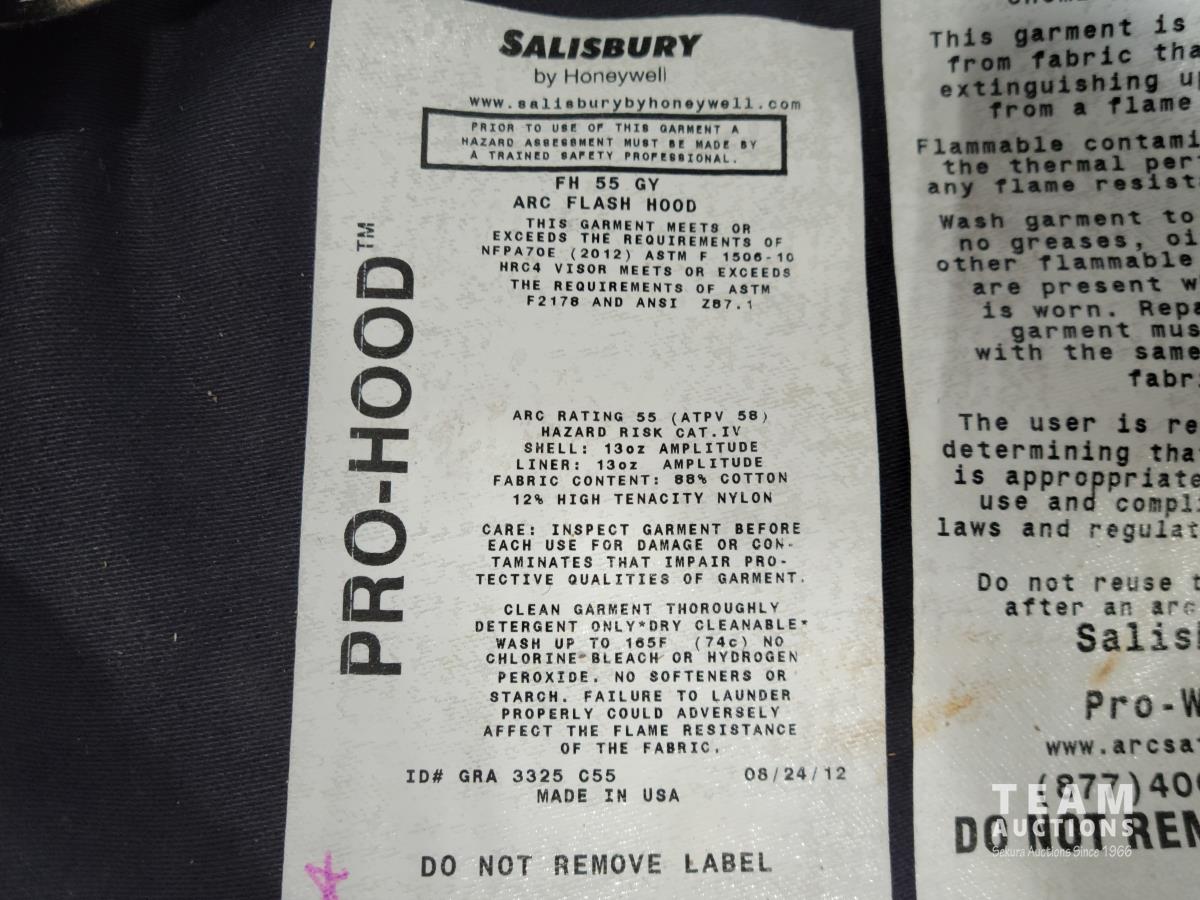 SALISBURY
by Honeywell
www.salisburybyhoneywell.com
PRIOR TO USE OF THIS GARMENT A
HAZARD ASSESSMENT MUST BE MADE BY
A TRAINED SAFETY PROFESSIONAL.
FH 55 GY
ARC FLASH HOOD
THIS GARMENT MEETS OR
EXCEEDS THE REQUIREMENTS OF
NFPA70E (2012) ASTM F 1506-10
HRC4 VISOR MEETS OR EXCEEDS
THE REQUIREMENTS OF ASTM
F2178 AND ANSI Z87.1
PRO-HOOD™
ARC RATING 55 (ATPV 58)
HAZARD RISK CAT.IV
SHELL: 13oz AMPLITUDE
LINER: 13oz AMPLITUDE
FABRIC CONTENT: 88% COTTON
12% HIGH TENACITY NYLON
CARE: INSPECT GARMENT BEFORE
EACH USE FOR DAMAGE OR CON-
TAMINATES THAT IMPAIR PRO-
TECTIVE QUALITIES OF GARMENT.
CLEAN GARMENT THOROUGHLY
DETERGENT ONLY*DRY CLEANABLE*
WASH UP TO 165F (74c) NO
CHLORINE BLEACH OR HYDROGEN
PEROXIDE. NO SOFTENERS OR
STARCH. FAILURE TO LAUNDER
PROPERLY COULD ADVERSELY
AFFECT THE FLAME RESISTANCE
OF THE FABRIC.
ID# GRA 3325 C55 08/24/12
MADE IN USA
DO NOT REMOVE LABEL
This garment is
from fabric tha
extinguishing up
from a flame
Flammable contami
the thermal per
any flame resist
Wash garment to
no greases, oi
other flammable
are present w
is worn. Repa
garment mus
with the same
fabr
The user is re
determining tha
is appropriate
use and compl
laws and regulat
Do not reuse t
after an arc
Salis
Pro-W
www.arcsa
(877)40
DO NOT REM
TEAM
AUCTIONS
Sekura Auctions Since 1966